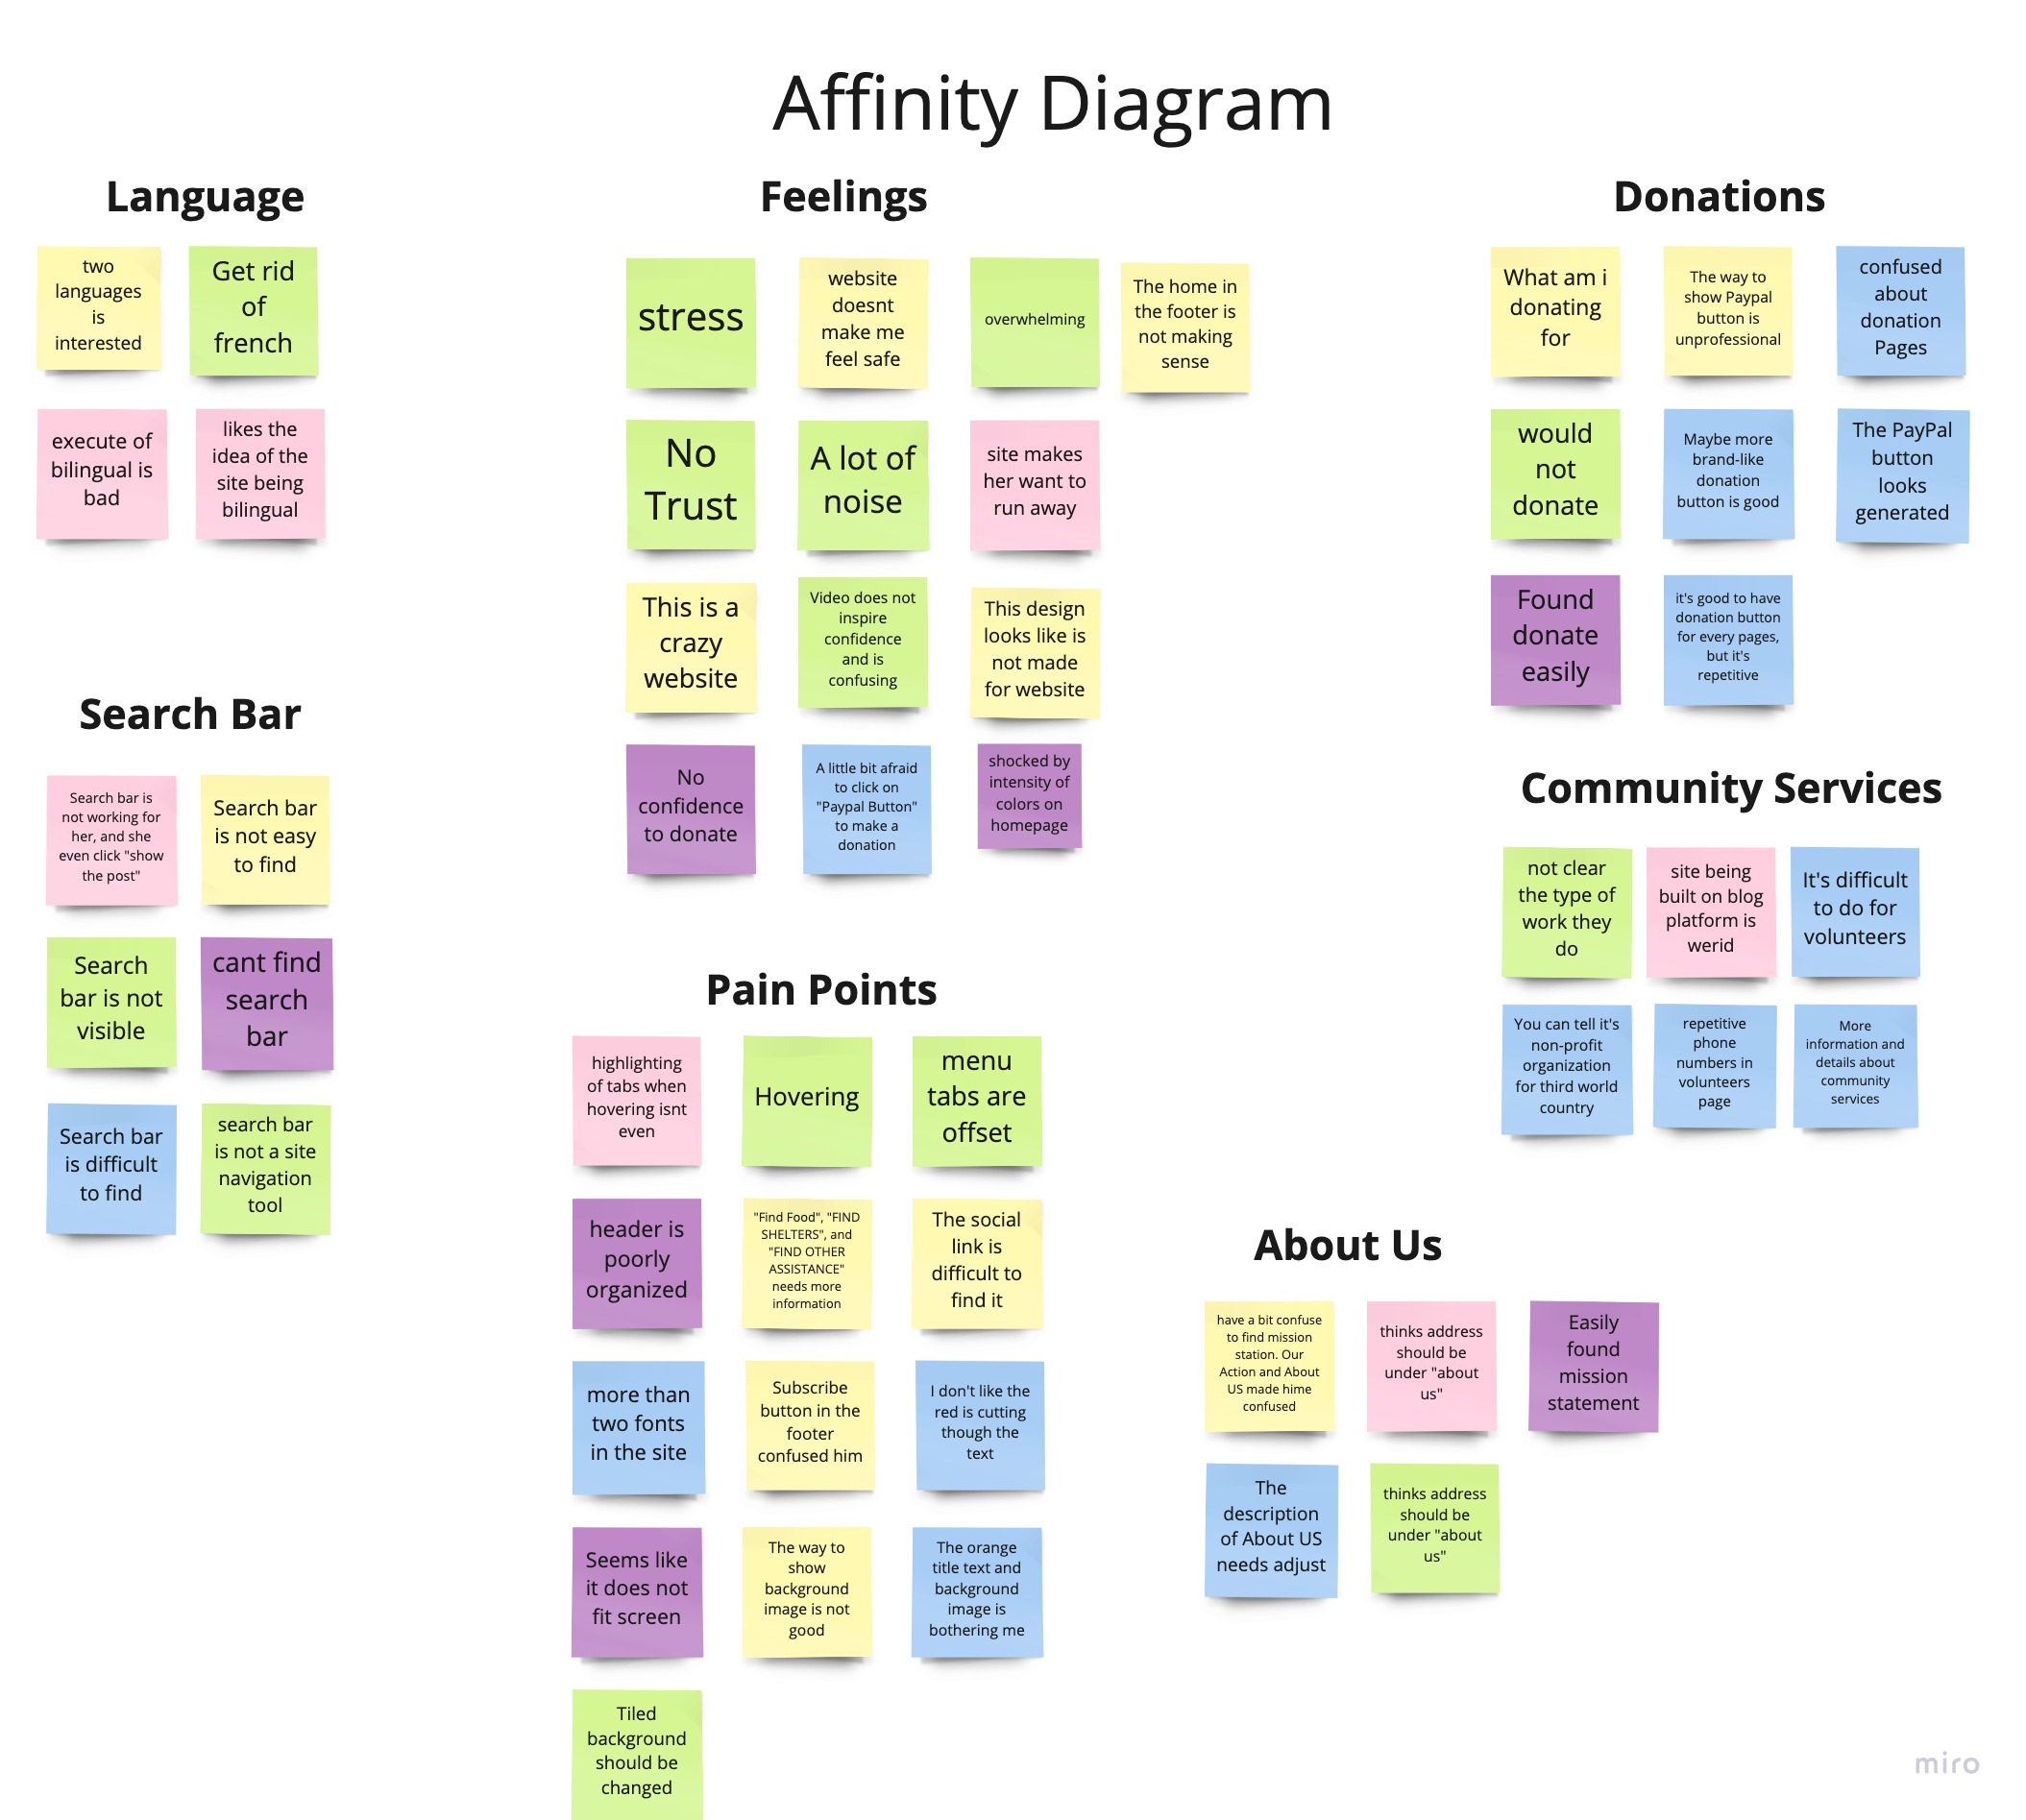 Affinity Diagram
Language
two
languages
is
interested
Get rid
of
french
execute of
bilingual is
bad
likes the
idea of the
site being
bilingual
Search Bar
Search bar is
not working for
her, and she
even click "show
the post"
Search bar
is not easy
to find
Search
bar is not
visible
cant find
search
bar
Search bar
is difficult
to find
search bar
is not a site
navigation
tool
Feelings
stress
website
doesnt
make me
feel safe
overwhelming
The home in
the footer is
not making
sense
No
Trust
A lot of
noise
site makes
her want to
run away
This is a
crazy
website
Video does not
inspire
confidence
and is
confusing
This design
looks like is
not made
for website
No
confidence
to donate
A little bit afraid
to click on
"Paypal Button"
to make a
donation
shocked by
intensity of
colors on
homepage
Pain Points
highlighting
of tabs when
hovering isnt
even
Hovering
menu
tabs are
offset
header is
poorly
organized
"Find Food", "FIND
SHELTERS", and
"FIND OTHER
ASSISTANCE"
needs more
information
The social
link is
difficult to
find it
more than
two fonts
in the site
Subscribe
button in the
footer
confused him
I don't like the
red is cutting
though the
text
Seems like
it does not
fit screen
The way to
show
background
image is not
good
The orange
title text and
background
image is
bothering me
Tiled
background
should be
changed
Donations
What am i
donating
for
The way to
show Paypal
button is
unprofessional
confused
about
donation
Pages
would
not
donate
Maybe more
brand-like
donation
button is good
The PayPal
button
looks
generated
Found
donate
easily
it's good to have
donation button
for every pages,
but it's
repetitive
Community Services
not clear
the type of
work they
do
site being
built on blog
platform is
werid
It's difficult
to do for
volunteers
You can tell it's
non-profit
organization
for third world
country
repetitive
phone
numbers in
volunteers
page
More
information and
details about
community
services
About Us
have a bit confuse
to find mission
station. Our
Action and About
US made hime
confused
thinks address
should be
under "about
us"
Easily
found
mission
statement
The
description
of About US
needs adjust
thinks address
should be
under "about
us"
miro